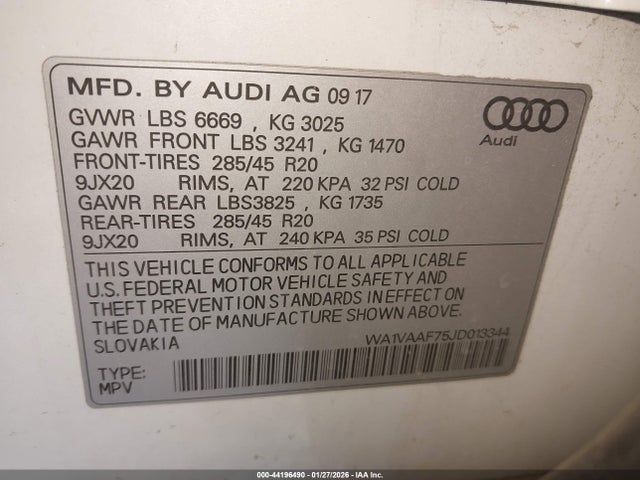 MFD. BY AUDI AG 09 17
GVWR LBS 6669 , KG 3025
GAWR FRONT LBS 3241 , KG 1470
FRONT-TIRES 285/45 R20
9JX20 RIMS, AT 220 KPA 32 PSI COLD
GAWR REAR LBS3825 , KG 1735
REAR-TIRES 285/45 R20
9JX20 RIMS, AT 240 KPA 35 PSI COLD
Audi
THIS VEHICLE CONFORMS TO ALL APPLICABLE
U.S. FEDERAL MOTOR VEHICLE SAFETY AND
THEFT PREVENTION STANDARDS IN EFFECT ON
THE DATE OF MANUFACTURE SHOWN ABOVE.
SLOVAKIA WA1VAAF75JD013344
TYPE:
MPV
000-44196490 - 01/27/2026 - IAA Inc.